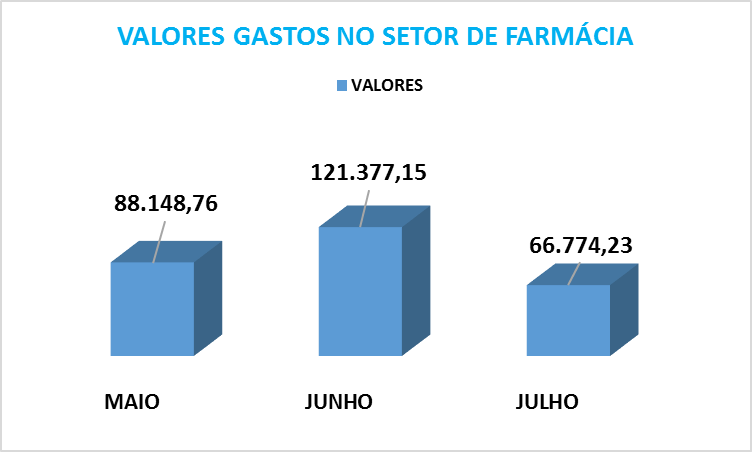 VALORES GASTOS NO SETOR DE FARMÁCIA
VALORES
88.148,76
121.377,15
66.774,23
MAIO
JUNHO
JULHO